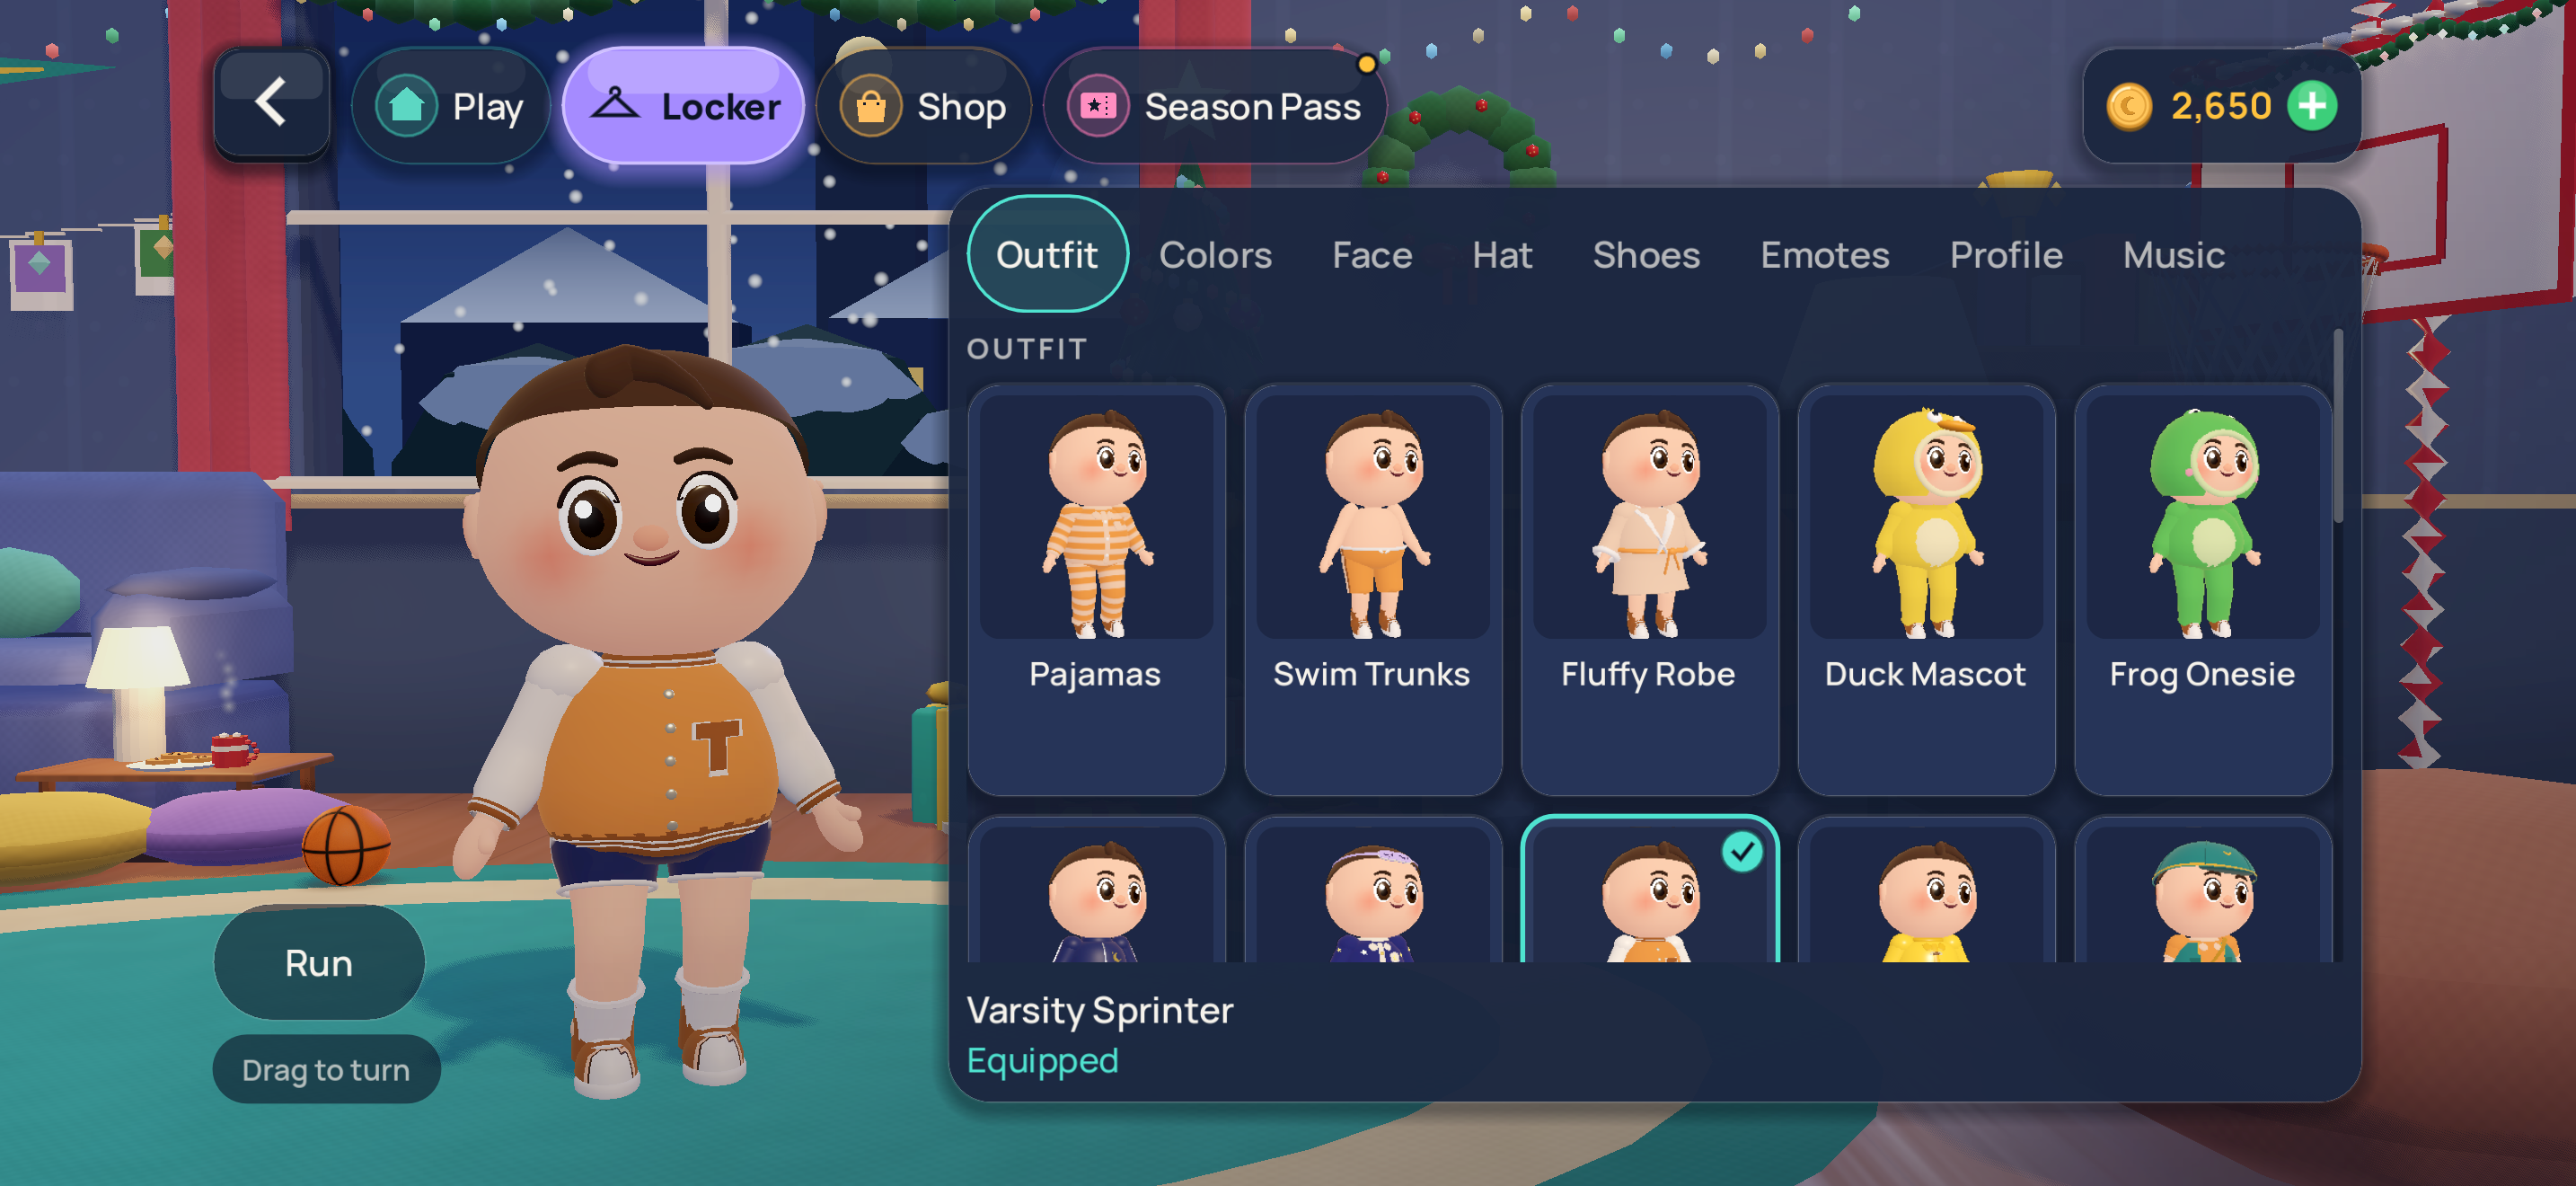 Play
Locker
Shop
Season Pass
2,650
Outfit
Colors
Face
Hat
Shoes
Emotes
Profile
Music
OUTFIT
Pajamas
Swim Trunks
Fluffy Robe
Duck Mascot
Frog Onesie
T
Run
Drag to turn
Varsity Sprinter
Equipped